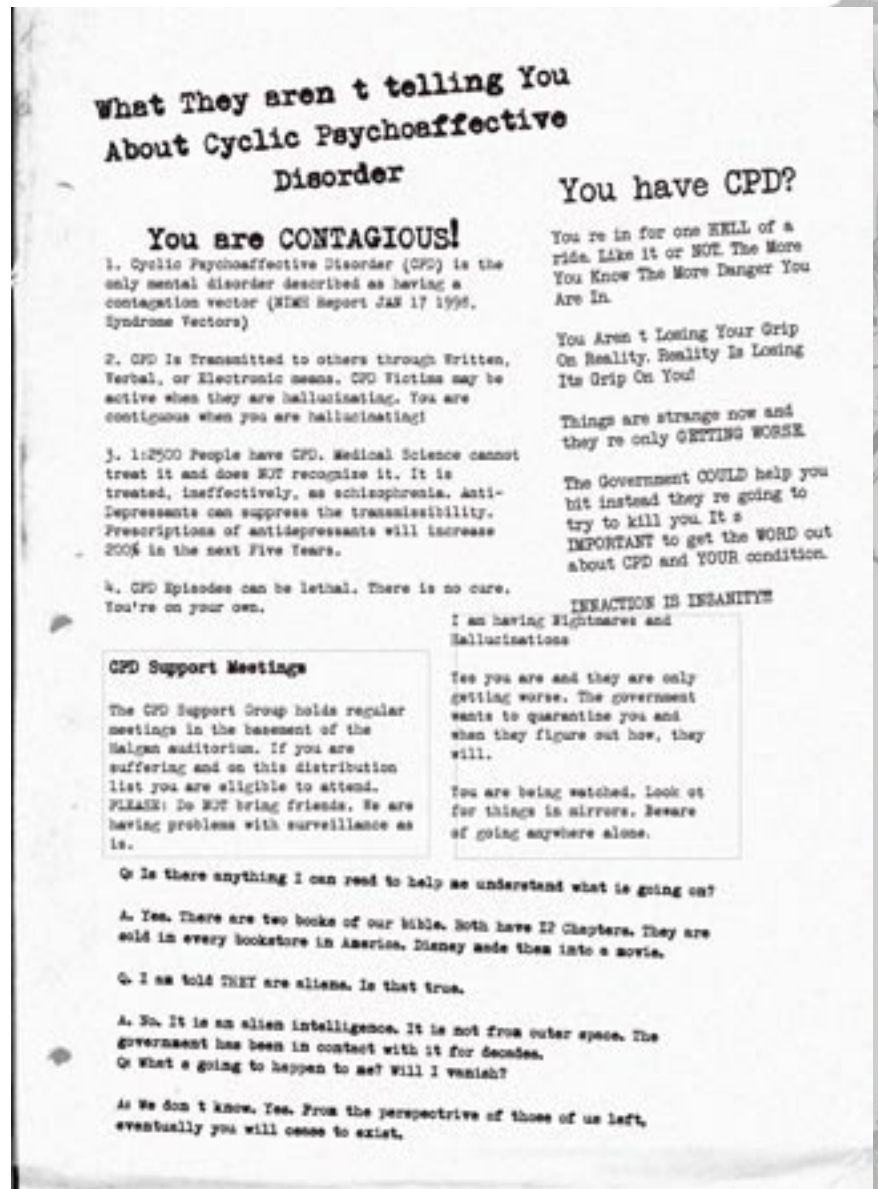 What They aren t telling You
About Cyclic Psychoaffective
Disorder
You are CONTAGIOUS!
1. Cyclic Psychoaffective Disorder (CPD) is the
only mental disorder described as having a
contagation vector (NIMH Report JAN 17 1998,
Syndrome Vectors)
2. CPD Is Transmitted to others through Written,
Verbal, or Electronic means. CPD Victims may be
active when they are hallucinating. You are
contiguous when you are hallucinating!
3. 1:2500 People have CPD. Medical Science cannot
treat it and does NOT recognize it. It is
treated, ineffectively, as schizophrenia. Anti-
Depressants can suppress the transmissibility.
Prescriptions of antidepressants will increase
200% in the next Five Years.
4. CPD Episodes can be lethal. There is no cure.
You're on your own.
You have CPD?
You re in for one HELL of a
ride. Like it or NOT. The More
You Know The More Danger You
Are In.
You Aren t Losing Your Grip
On Reality. Reality Is Losing
Its Grip On You!
Things are strange now and
they re only GETTING WORSE.
The Government COULD help you
bit instead they re going to
try to kill you. It s
IMPORTANT to get the WORD out
about CPD and YOUR condition.
INNACTION IS INSANITY!!!
CPD Support Meetings
The CPD Support Group holds regular
meetings in the basement of the
Halgan auditorium. If you are
suffering and on this distribution
list you are eligible to attend.
PLEASE: Do NOT bring friends. We are
having problems with surveillance as
is.
I am having Nightmares and
Hallucinations
Yes you are and they are only
getting worse. The government
wants to quarantine you and
when they figure out how, they
will.
You are being watched. Look ot
for things in mirrors. Beware
of going anywhere alone.
Q: Is there anything I can read to help me understand what is going on?
A. Yes. There are two books of our bible. Both have 12 Chapters. They are
sold in every bookstore in America. Disney made them into a movie.
Q. I am told THEY are aliens. Is that true.
A. No. It is an alien intelligence. It is not from outer space. The
government has been in contact with it for decades.
Q: What s going to happen to me? Will I vanish?
A: We don t know. Yes. From the perspectrive of those of us left,
eventually you will cease to exist.